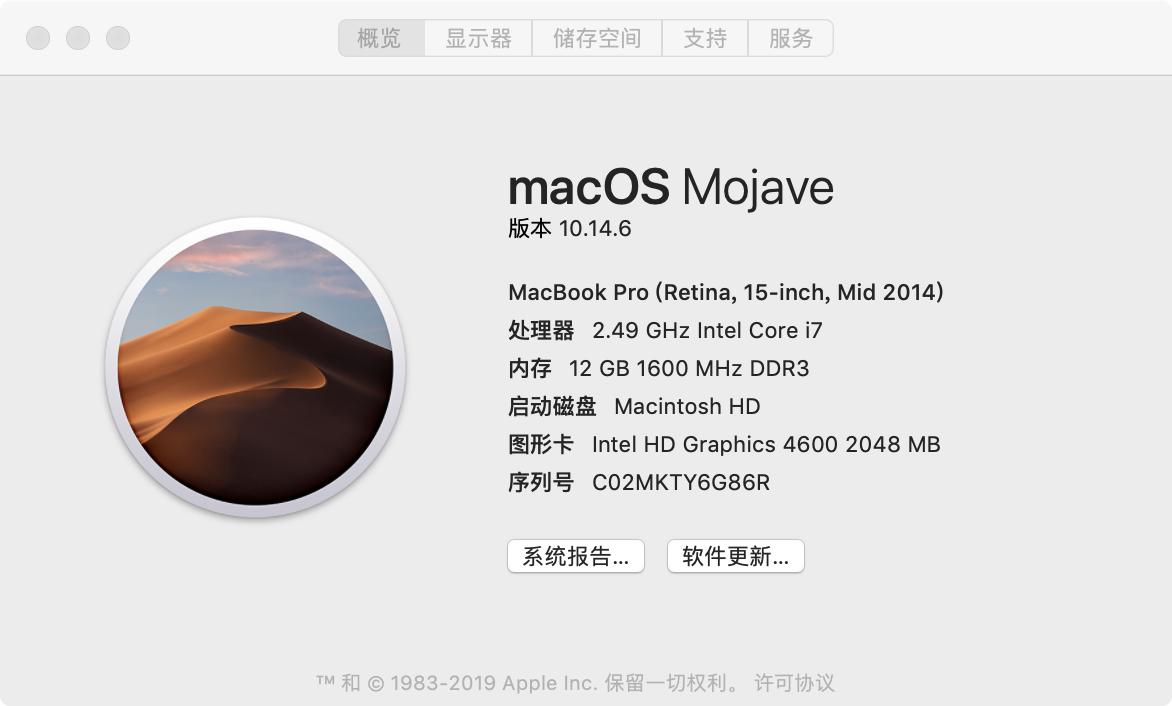 概览 显示器 储存空间 支持 服务
macOS Mojave
版本 10.14.6
MacBook Pro (Retina, 15-inch, Mid 2014)
处理器 2.49 GHz Intel Core i7
内存 12 GB 1600 MHz DDR3
启动磁盘 Macintosh HD
图形卡 Intel HD Graphics 4600 2048 MB
序列号 C02MKTY6G86R
系统报告... 软件更新...
™ 和 © 1983-2019 Apple Inc. 保留一切权利。 许可协议